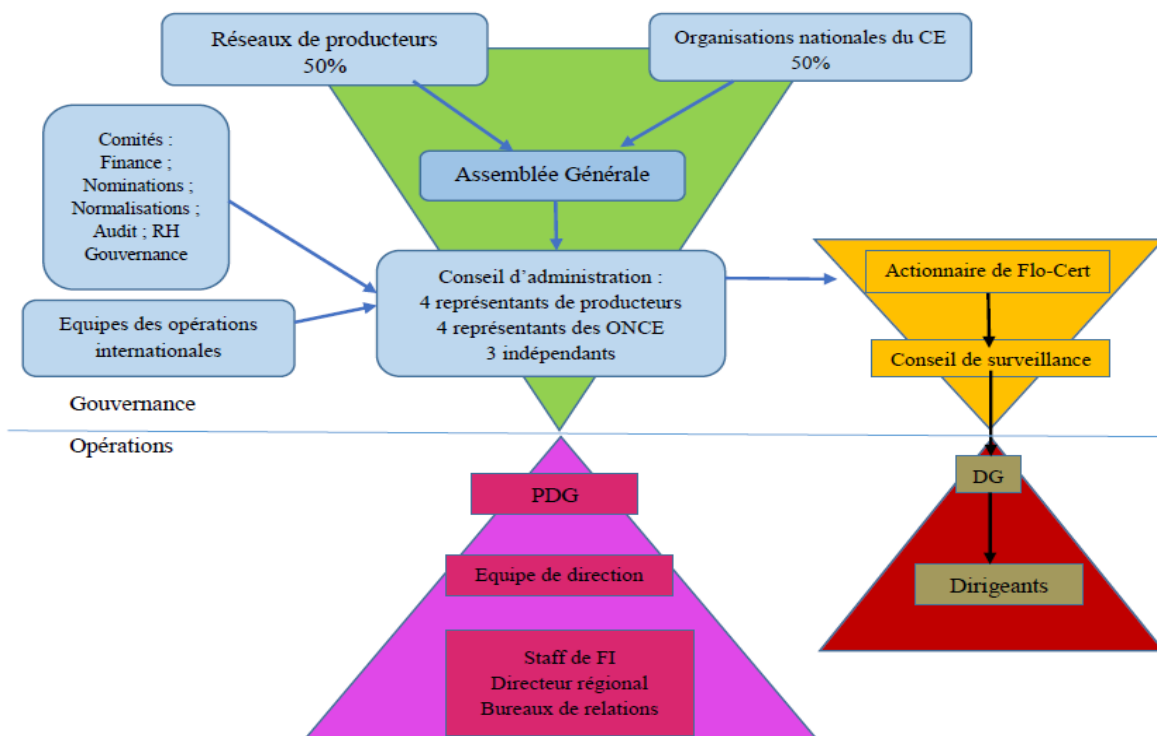 Réseaux de producteurs
50%
Organisations nationales du CE
50%
Comités :
Finance ;
Nominations ;
Normalisations ;
Audit ; RH
Gouvernance
Assemblée Générale
Conseil d’administration :
4 représentants de producteurs
4 représentants des ONCE
3 indépendants
Equipes des opérations
internationales
Actionnaire de Flo-Cert
Conseil de surveillance
Gouvernance
Opérations
PDG
Equipe de direction
Staff de FI
Directeur régional
Bureaux de relations
DG
Dirigeants